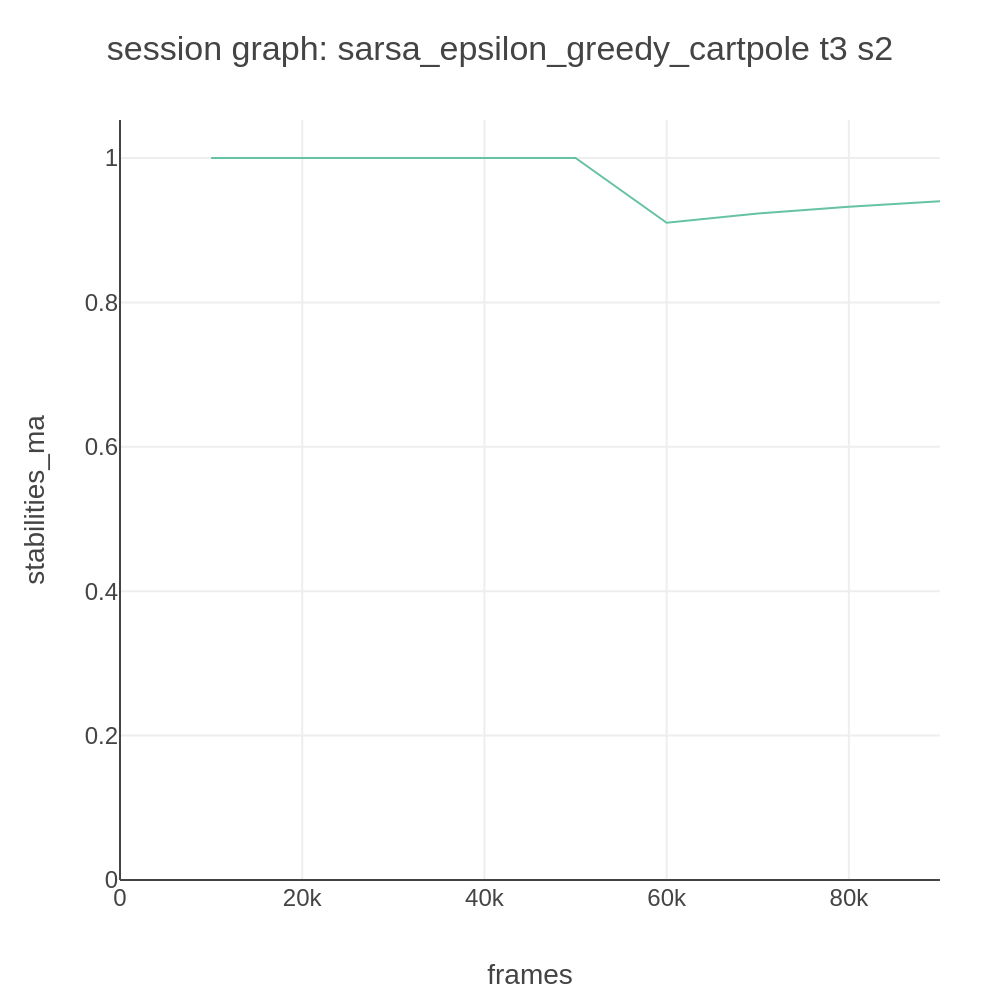 session graph: sarsa_epsilon_greedy_cartpole t3 s2
stabilities_ma
1
0.8
0.6
0.4
0.2
0
0
20k
40k
60k
80k
frames